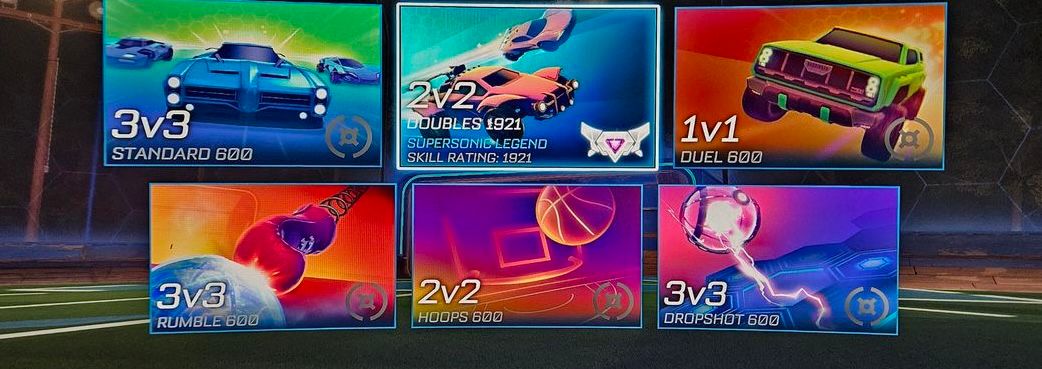 3v3
STANDARD 600
2v2
DOUBLES 1921
SUPERSONIC LEGEND
SKILL RATING: 1921
1v1
DUEL 600
3v3
RUMBLE 600
2v2
HOOPS 600
3v3
DROPSHOT 600